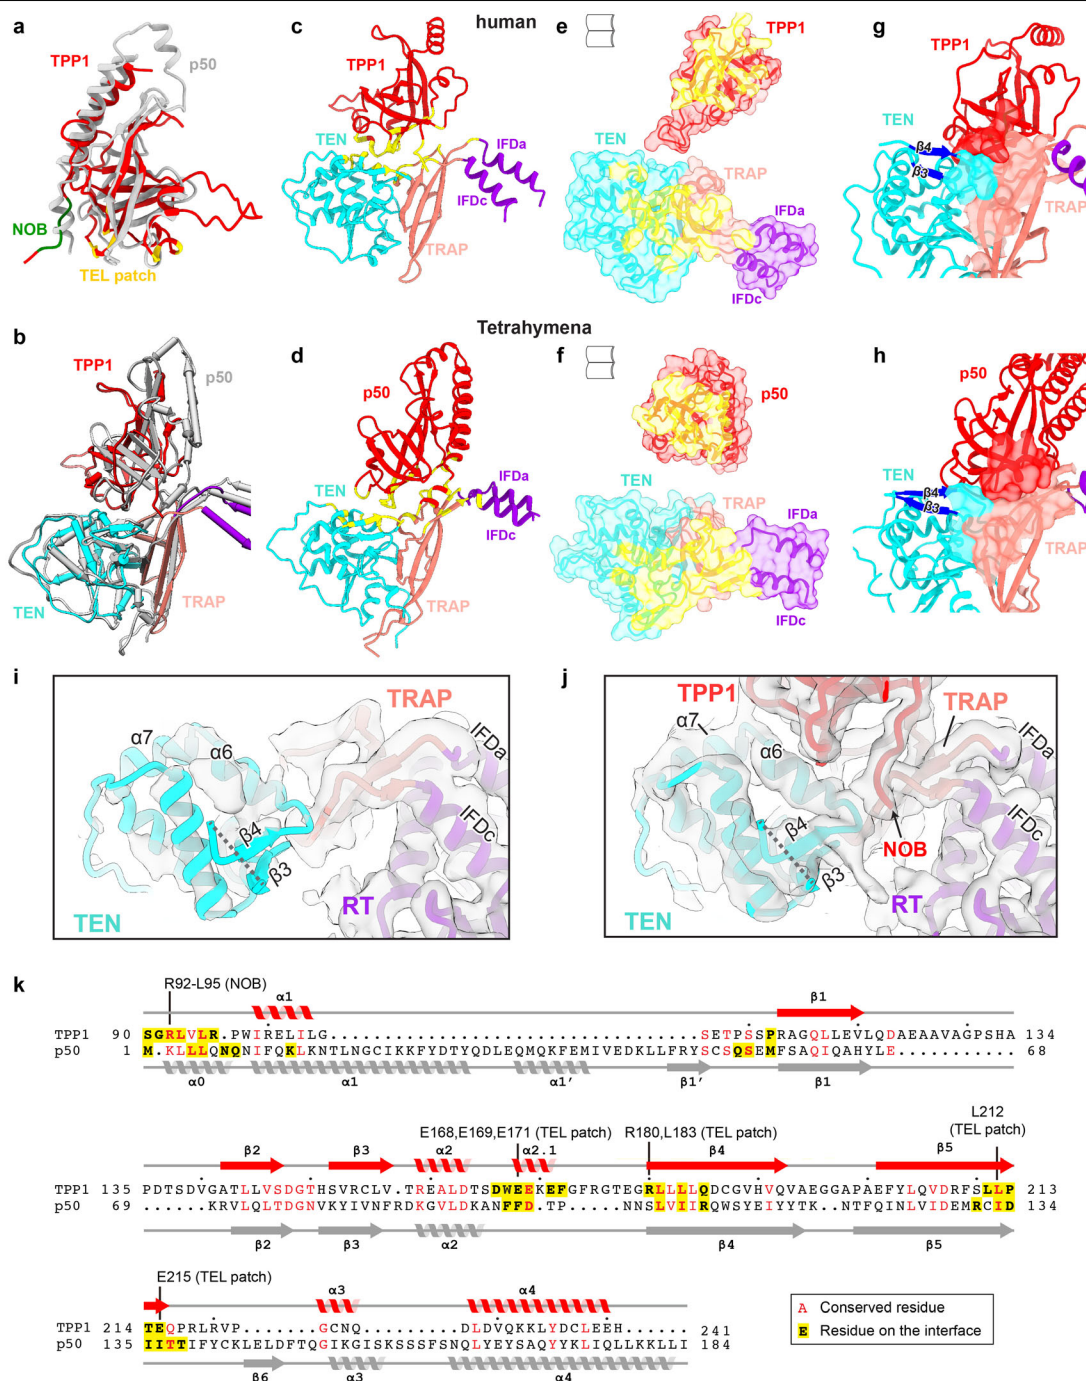 a
TPP1
p50
NOB
TEL patch
human
c
TPP1
TEN
IFDa
IFDc
TRAP
e
TPP1
TEN
TRAP
IFDa
IFDc
g
TPP1
TEN
β4
β3
TRAP
Tetrahymena
b
TPP1
p50
TEN
TRAP
d
p50
TEN
IFDa
IFDc
TRAP
f
p50
TEN
TRAP
IFDa
IFDc
h
p50
TEN
β4
β3
TRAP
i
TRAP
α7
α6
IFDa
β4
IFDc
β3
RT
TEN
j
TPP1
TRAP
α7
α6
IFDa
β4
IFDc
β3
NOB
RT
TEN
k
R92-L95 (NOB)
α1
β1
TPP1 90 SGRLVLR.PWIRELILG...................................SETPSSPRAGQLLEVLQDAEAAVAGPSHA 134
p50 1 M.KLLLLQNQNIFQKLKNTLNGCIKKFYDTYQDLEQMQKFEMIVEDKLLFRYSCSQSEMFSAQIQAHYLE........... 68
α0
α1
α1'
β1'
β1
E168,E169,E171 (TEL patch)
R180,L183 (TEL patch)
L212
(TEL patch)
β2
β3
α2
α2.1
β4
β5
TPP1 135 PDTSDVGATLLVSDGTHSVRCLV.TREALDTSDWEEKEFGFRGTEGRLLLLQDCGVHVQVAEGGAPAEFYLQVDRFSLLP 213
p50 69 ......KRVLQLTDGNVKYIVNFRDKGVLDKANFFD.TP....NNSLVIIRQWSYEIYYTK..NTFQINLVIDEMRCID 134
β2
β3
α2
β4
β5
E215 (TEL patch)
α3
α4
TPP1 214 TEQPRLRVP.......GCNQ..........DLDVQKKLYDCLEEH....... 241
p50 135 IITTIFYCKLELDFTQGIKGISKSSSFSNQLYEYSAQYYKLIQLLKKLLI 184
β6
α3
α4
A Conserved residue
E Residue on the interface